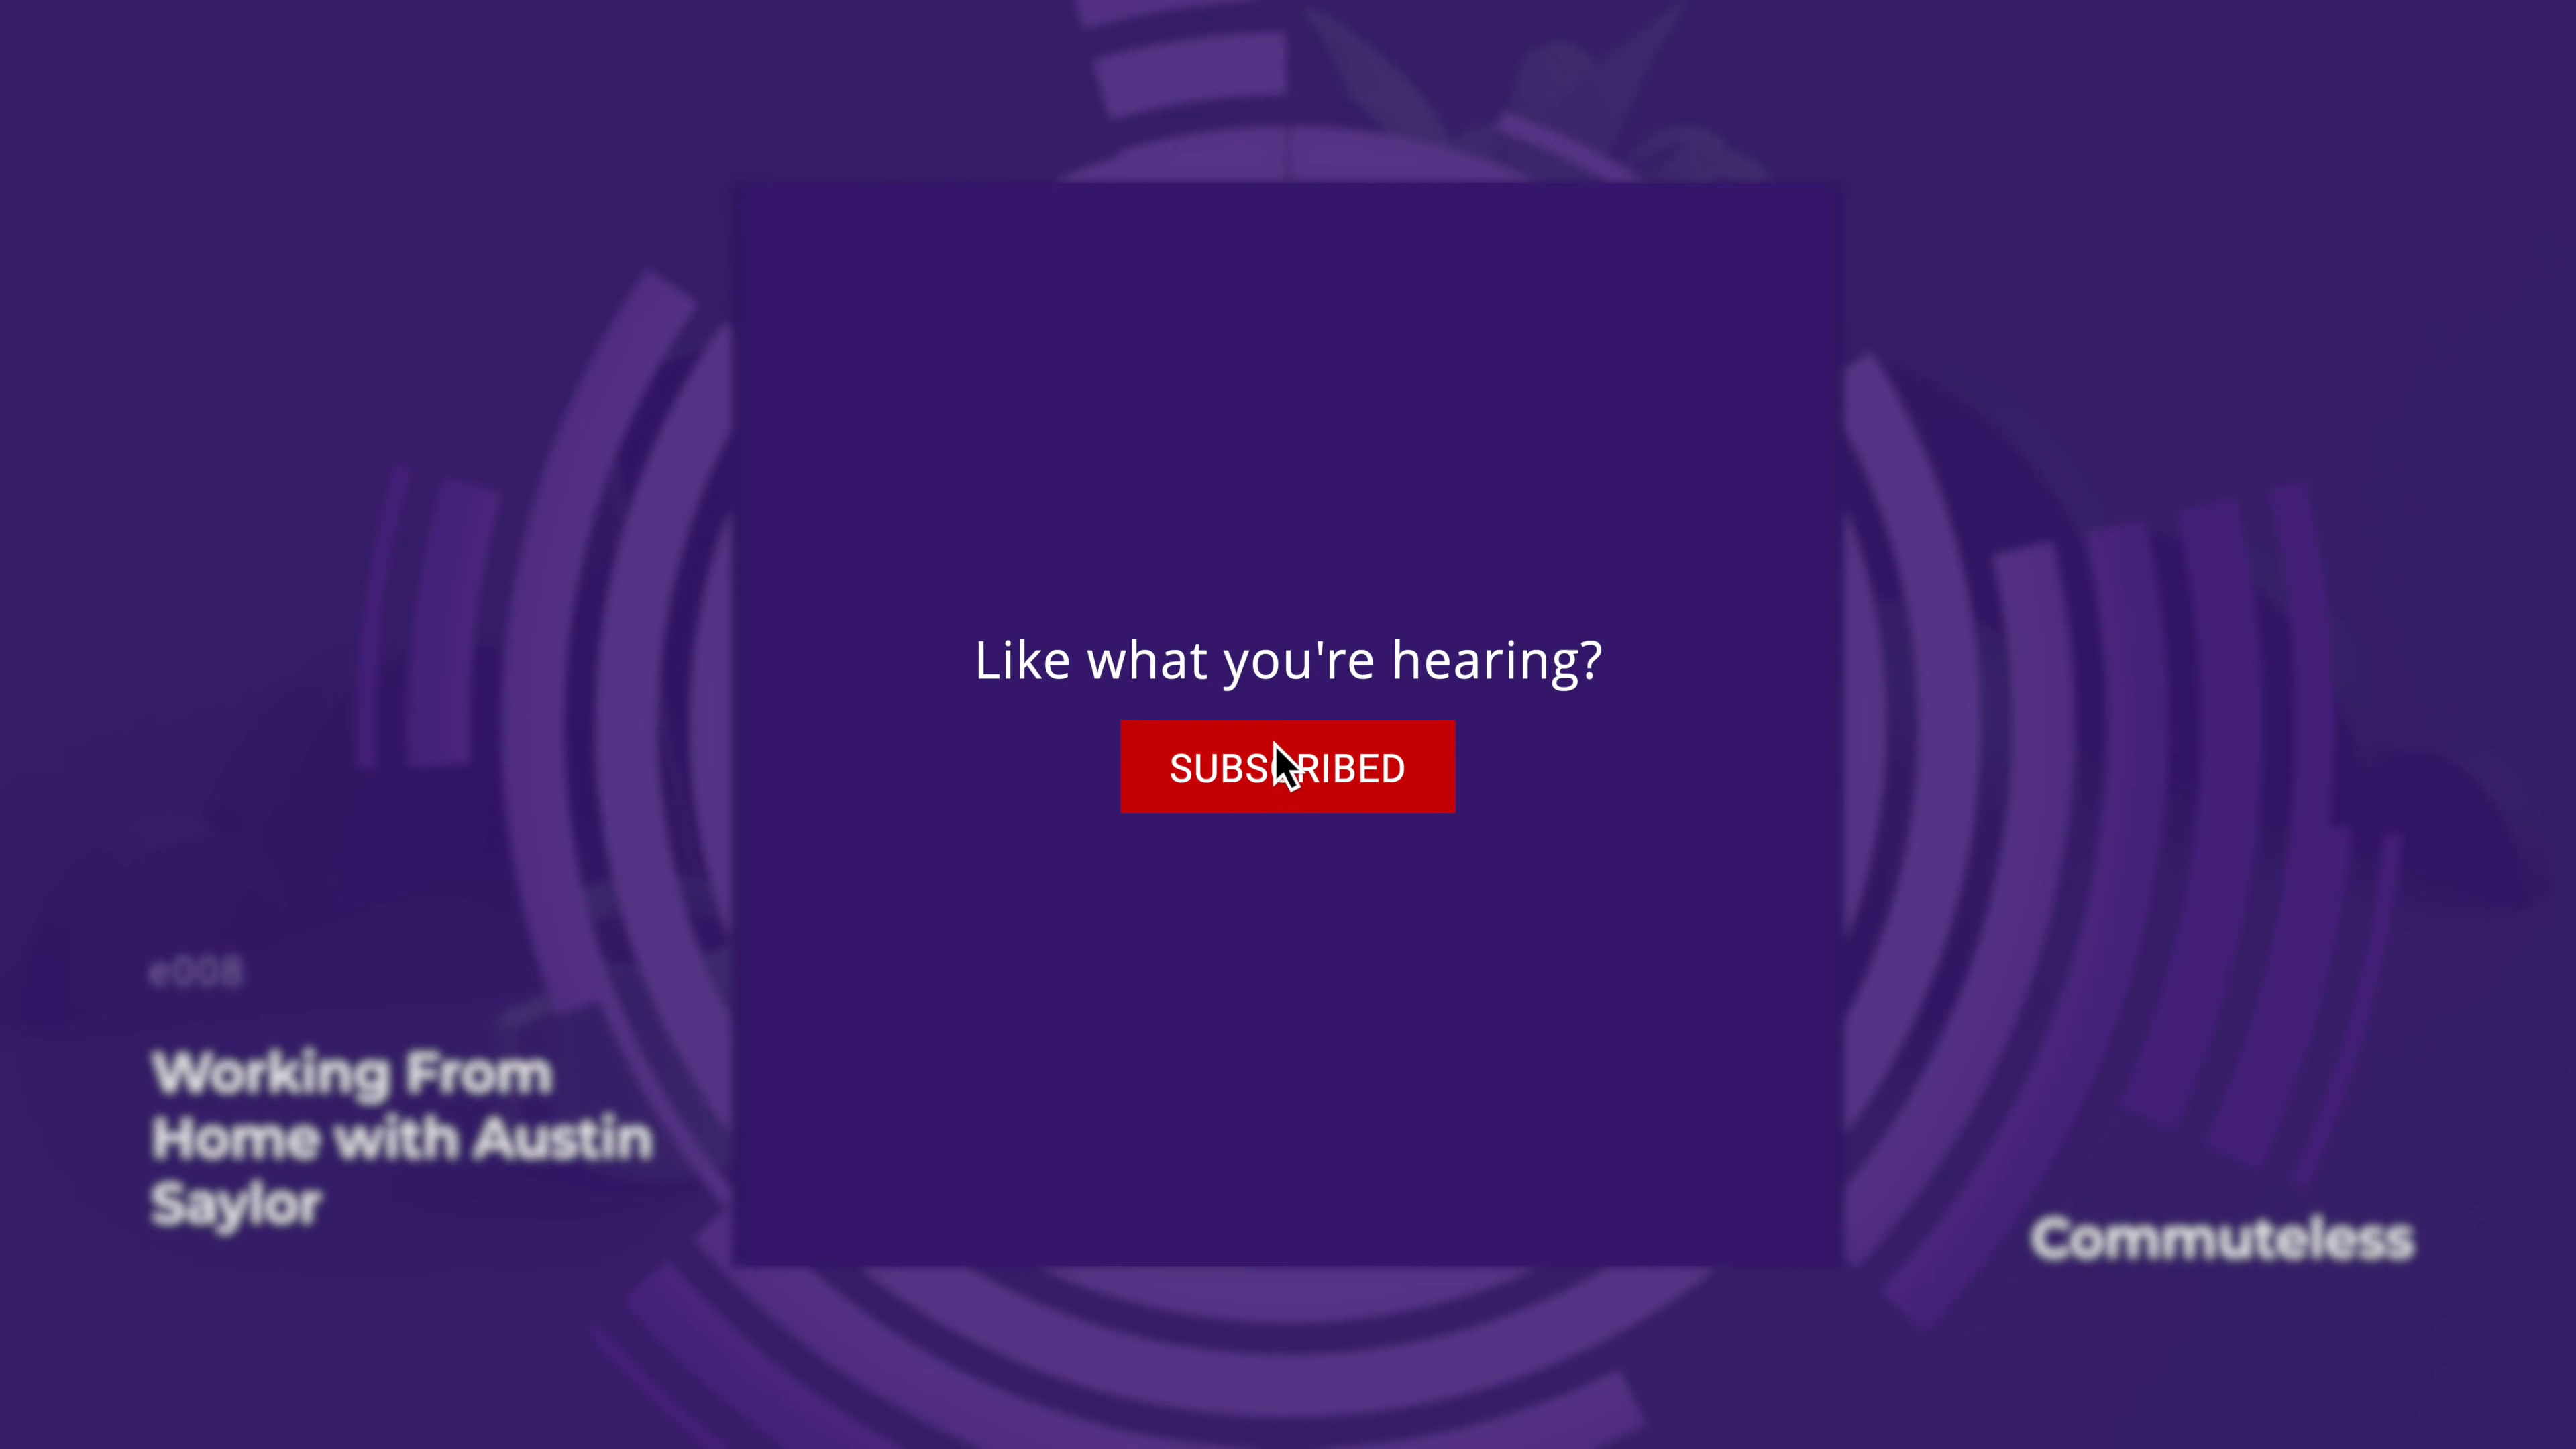 Like what you're hearing?
SUBSCRIBED
e008
Working From
Home with Austin
Saylor
Commuteless